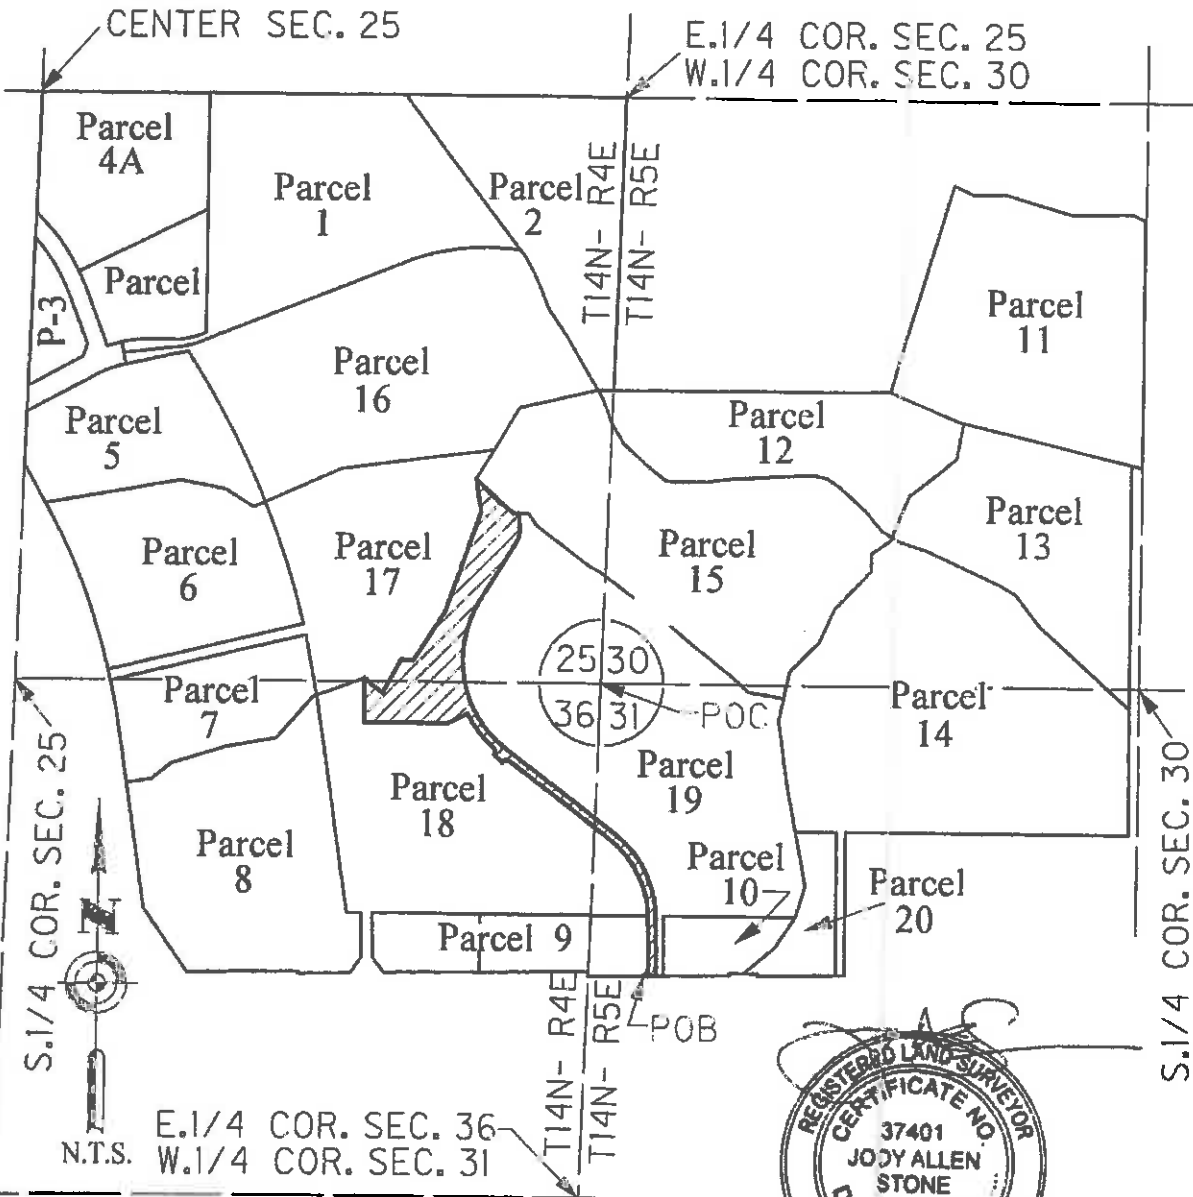 CENTER SEC. 25
E.1/4 COR. SEC. 25
W.1/4 COR. SEC. 30
Parcel
4A
Parcel
1
Parcel
2
T14N- R4E
T14N- R5E
Parcel
P-3
Parcel
11
Parcel
16
Parcel
5
Parcel
12
Parcel
6
Parcel
17
Parcel
15
Parcel
13
25 30
36 31
POC
Parcel
7
Parcel
14
Parcel
18
Parcel
19
Parcel
8
Parcel
10
Parcel
20
Parcel 9
S.1/4 COR. SEC. 25
S.1/4 COR. SEC. 30
N
N.T.S.
T14N- R4E
T14N- R5E
POB
E.1/4 COR. SEC. 36
W.1/4 COR. SEC. 31
REGISTERED LAND SURVEYOR
CERTIFICATE NO.
37401
JODY ALLEN
STONE